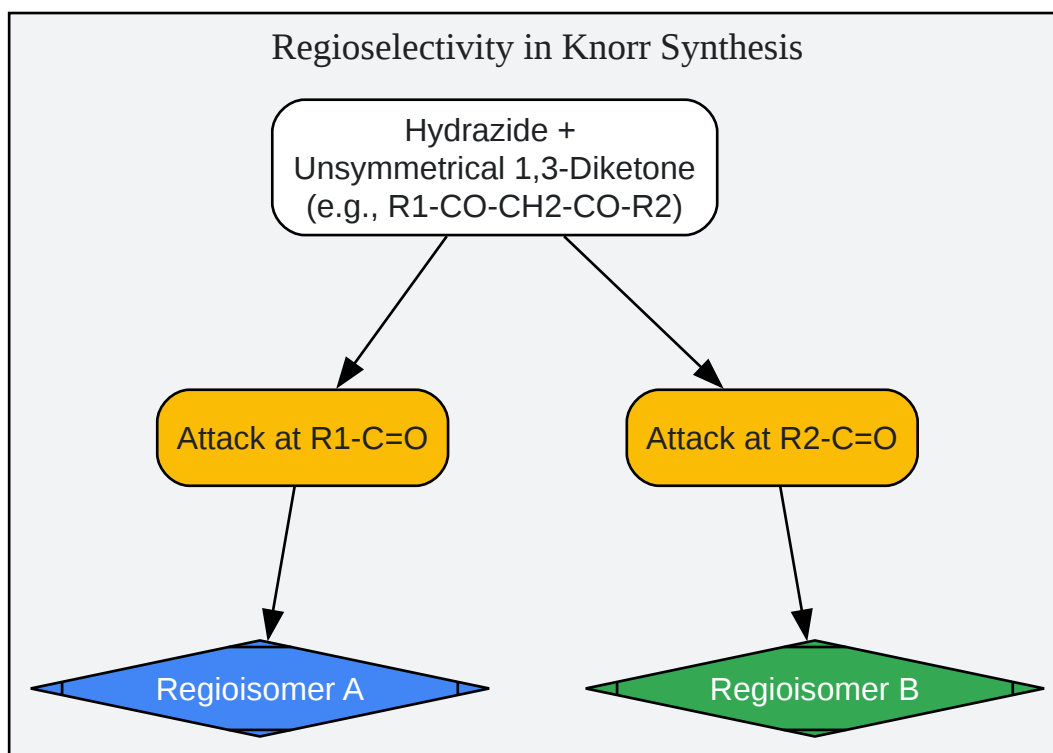 Regioselectivity in Knorr Synthesis
Hydrazide +
Unsymmetrical 1,3-Diketone
(e.g., R1-CO-CH2-CO-R2)
Attack at R1-C=O
Attack at R2-C=O
Regioisomer A
Regioisomer B